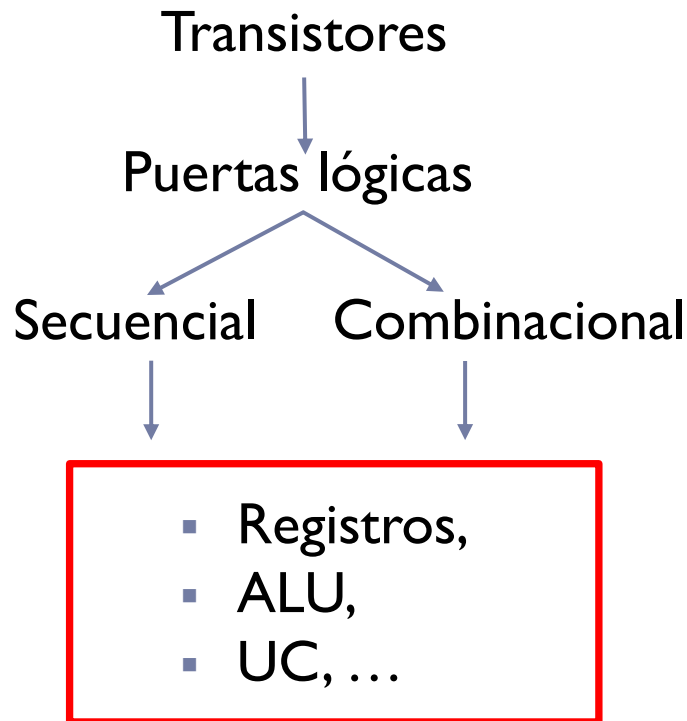 Transistores
Puertas lógicas
Secuencial
Combinacional
▪ Registros,
▪ ALU,
▪ UC, …